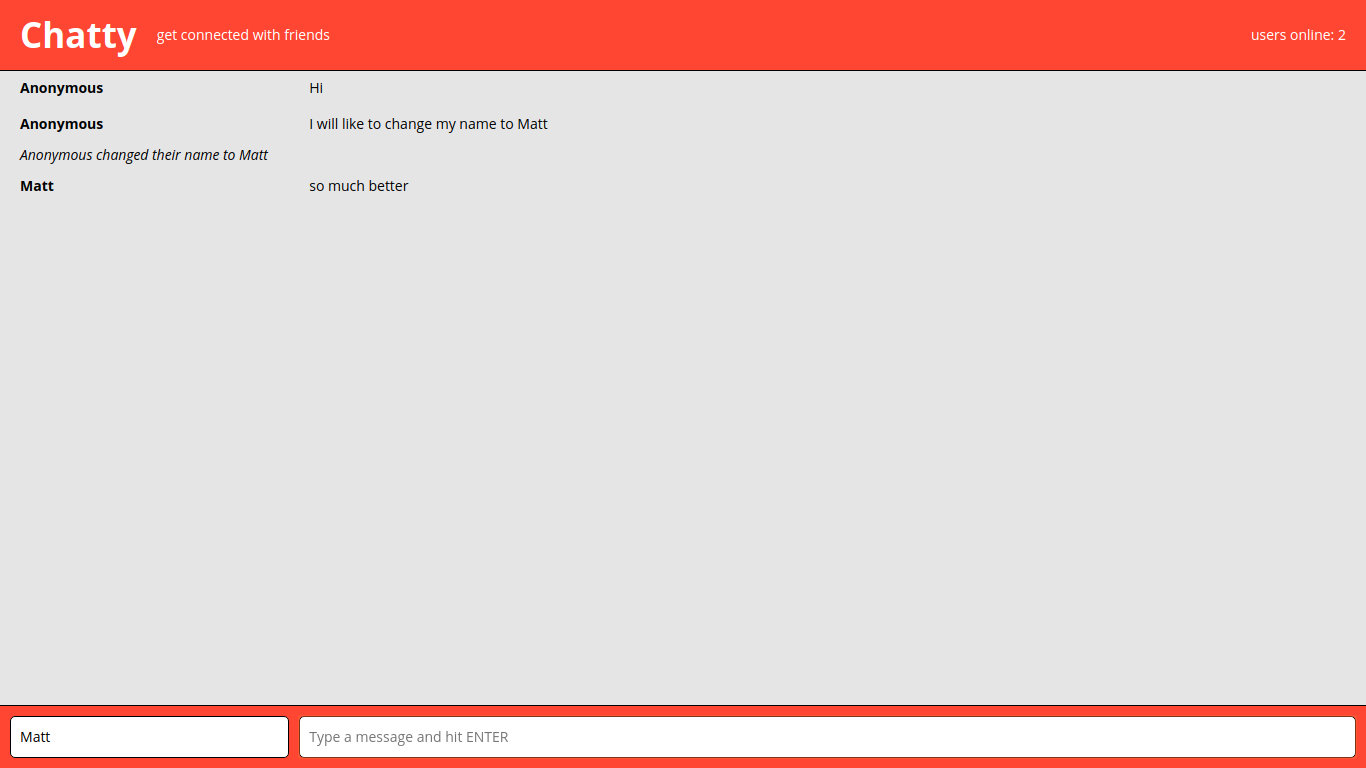 Chatty get connected with friends users online: 2
Anonymous Hi
Anonymous I will like to change my name to Matt
Anonymous changed their name to Matt
Matt so much better
Matt Type a message and hit ENTER